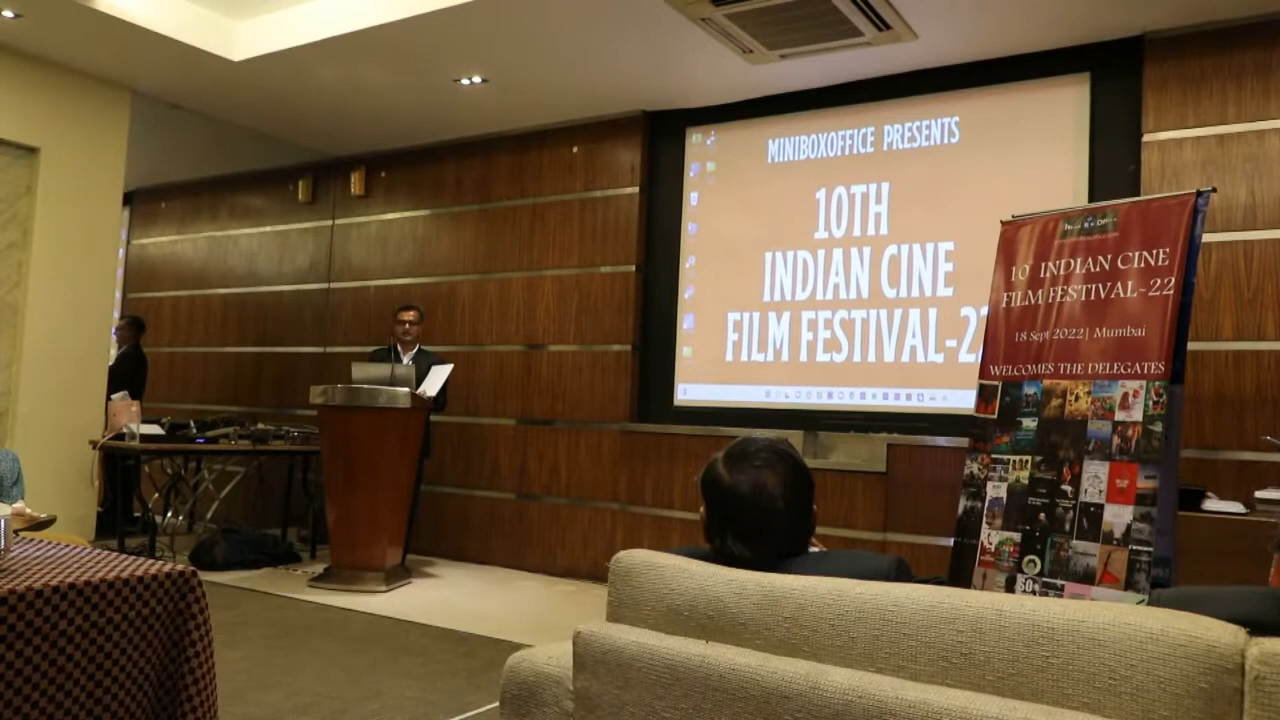 MINIBOXOFFICE PRESENTS
10TH
INDIAN CINE
FILM FESTIVAL-22
10 INDIAN CINE
FILM FESTIVAL-22
18 Sept 2022| Mumbai
WELCOMES THE DELEGATES